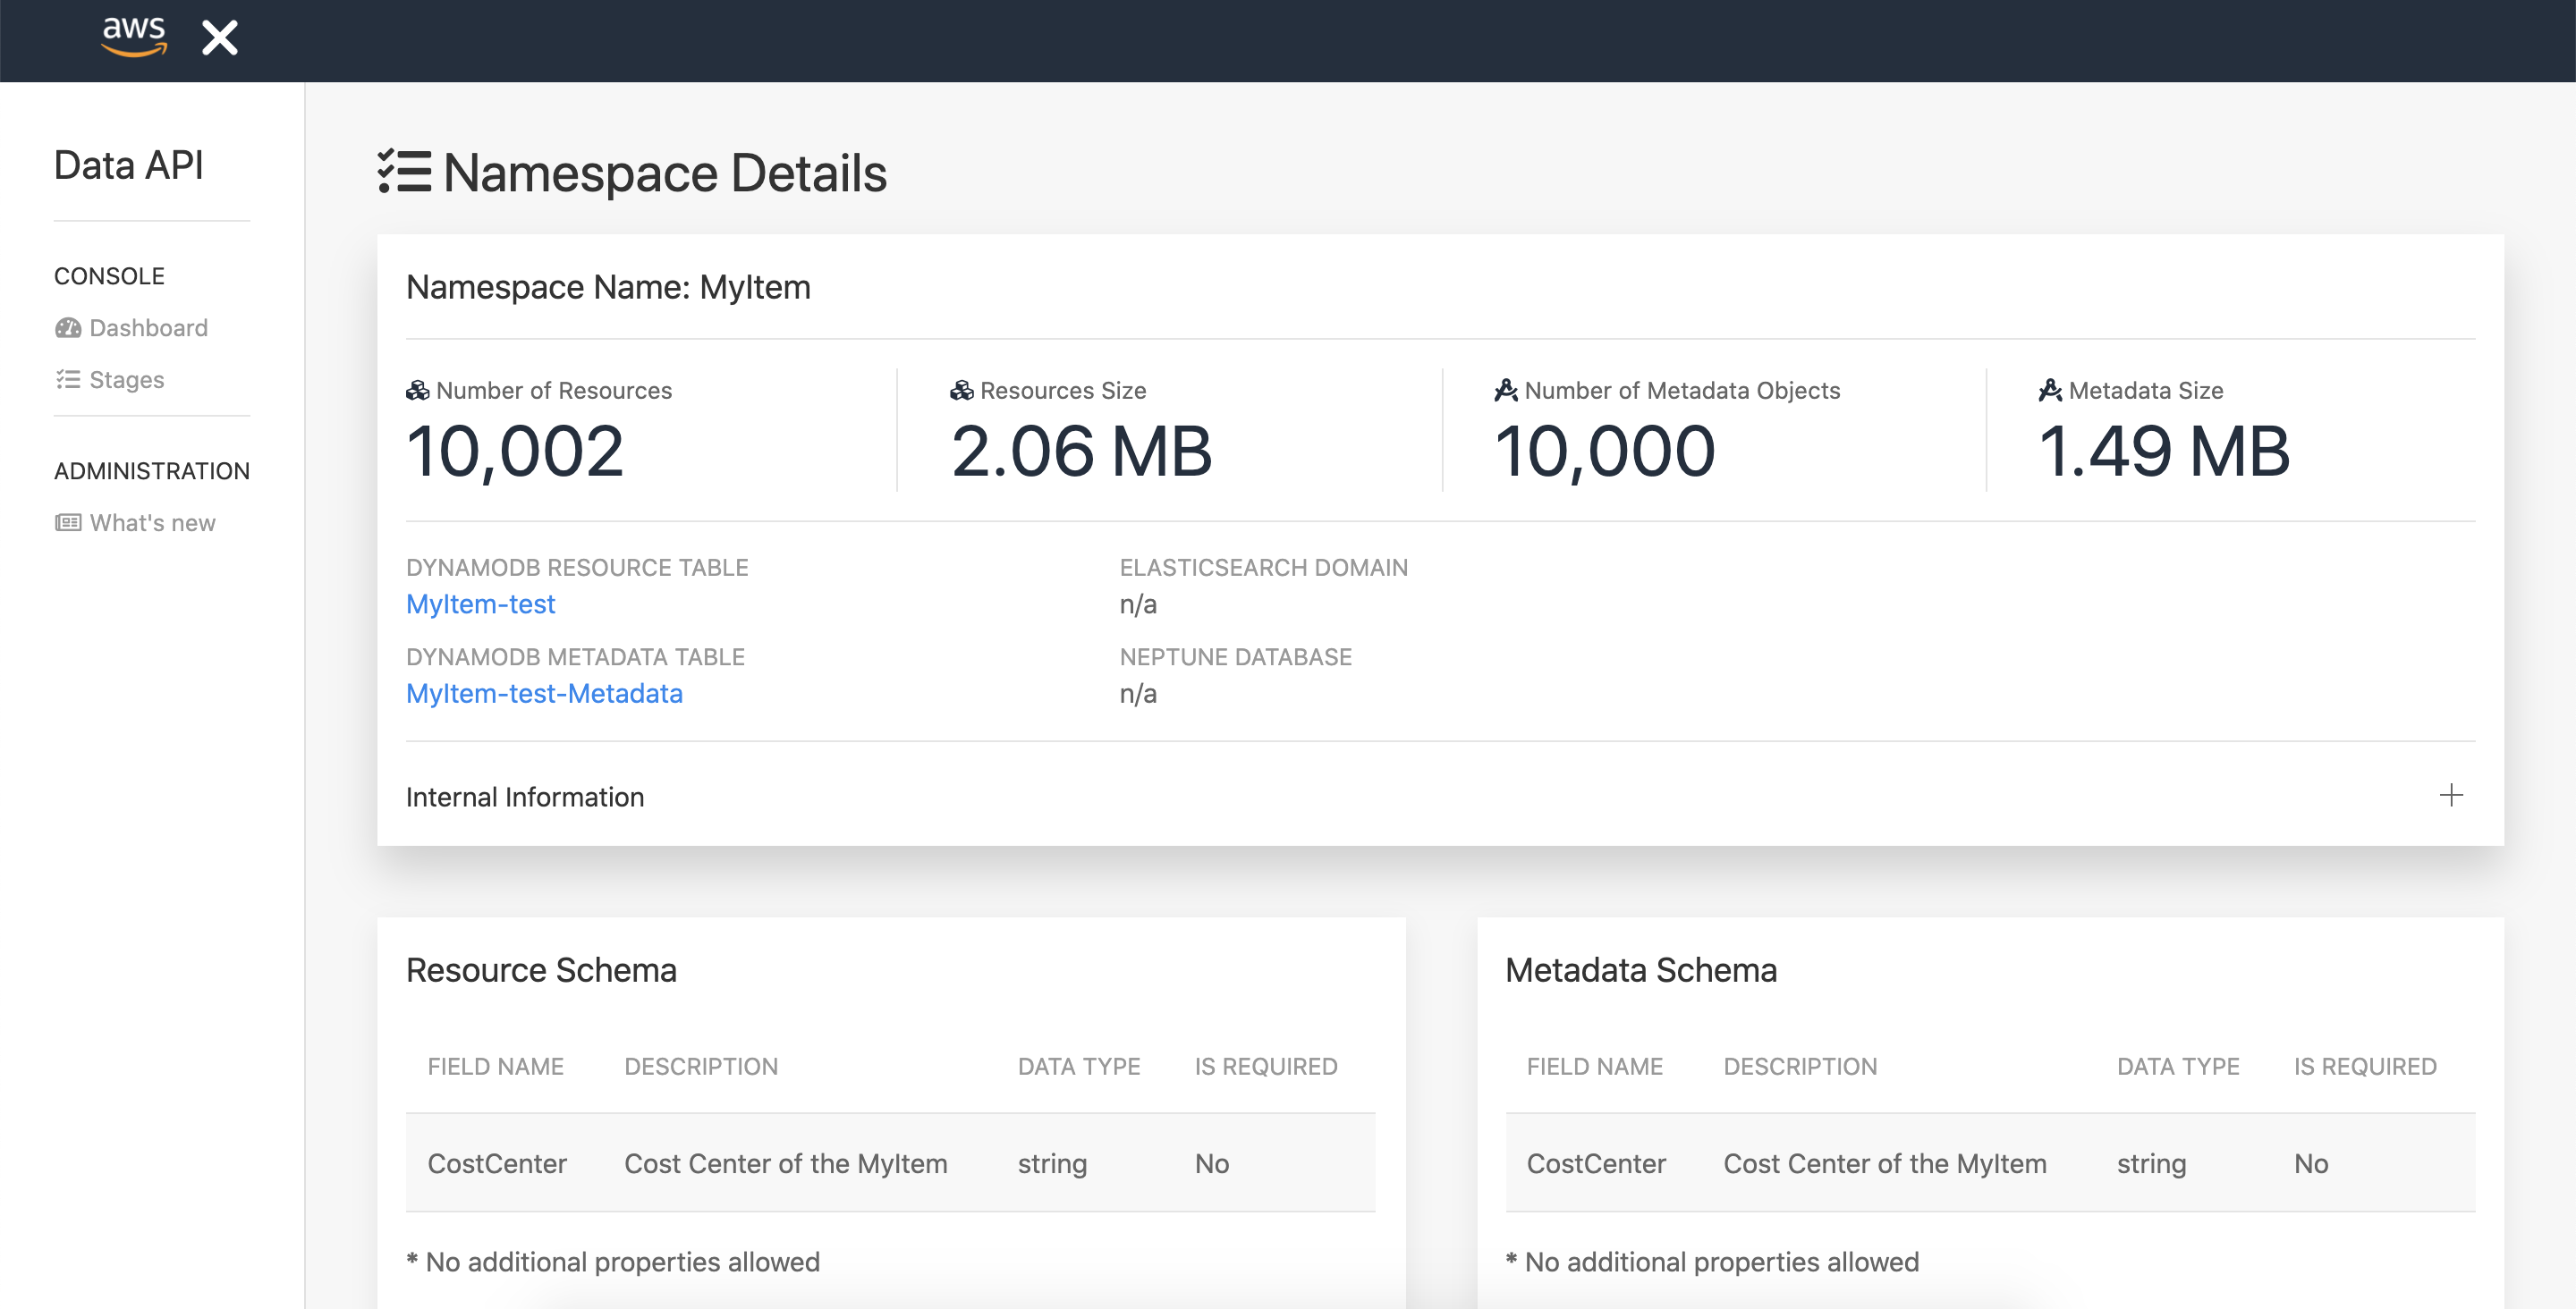 aws
Data API
CONSOLE
Dashboard
Stages
ADMINISTRATION
What's new
Namespace Details
Namespace Name: MyItem
Number of Resources
10,002
Resources Size
2.06 MB
Number of Metadata Objects
10,000
Metadata Size
1.49 MB
DYNAMODB RESOURCE TABLE
MyItem-test
DYNAMODB METADATA TABLE
MyItem-test-Metadata
ELASTICSEARCH DOMAIN
n/a
NEPTUNE DATABASE
n/a
Internal Information
Resource Schema
FIELD NAME DESCRIPTION DATA TYPE IS REQUIRED
CostCenter Cost Center of the MyItem string No
* No additional properties allowed
Metadata Schema
FIELD NAME DESCRIPTION DATA TYPE IS REQUIRED
CostCenter Cost Center of the MyItem string No
* No additional properties allowed